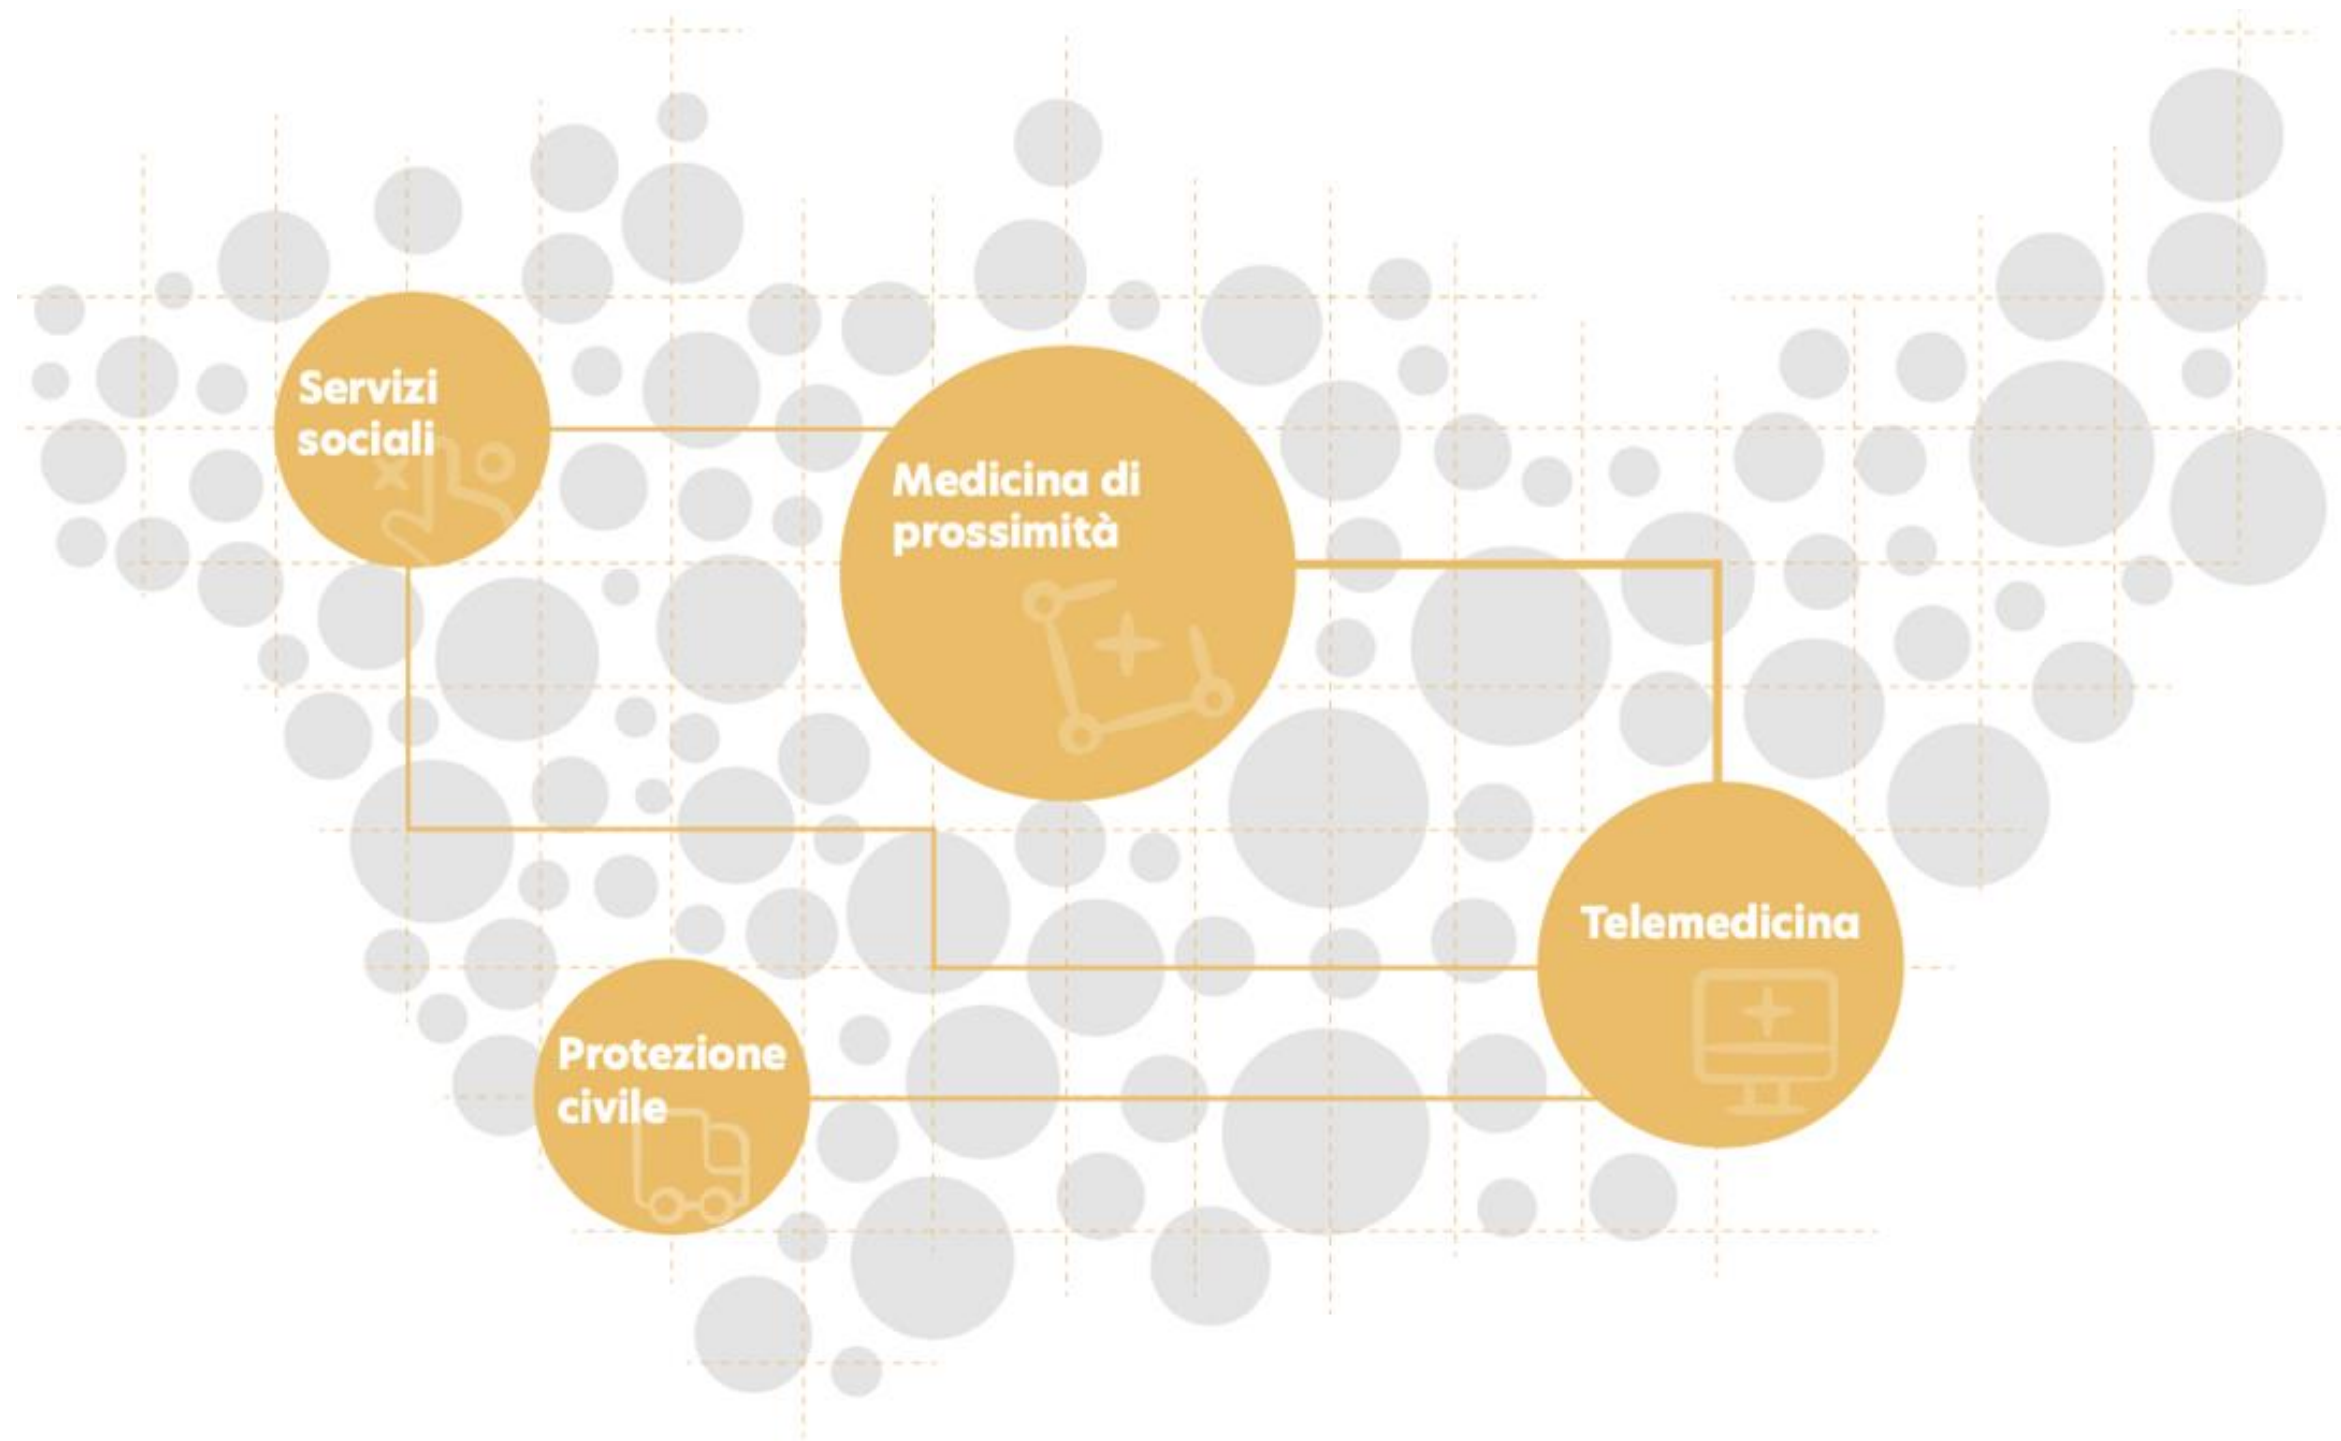 Servizi
sociali
Medicina di
prossimità
Telemedicina
Protezione
civile